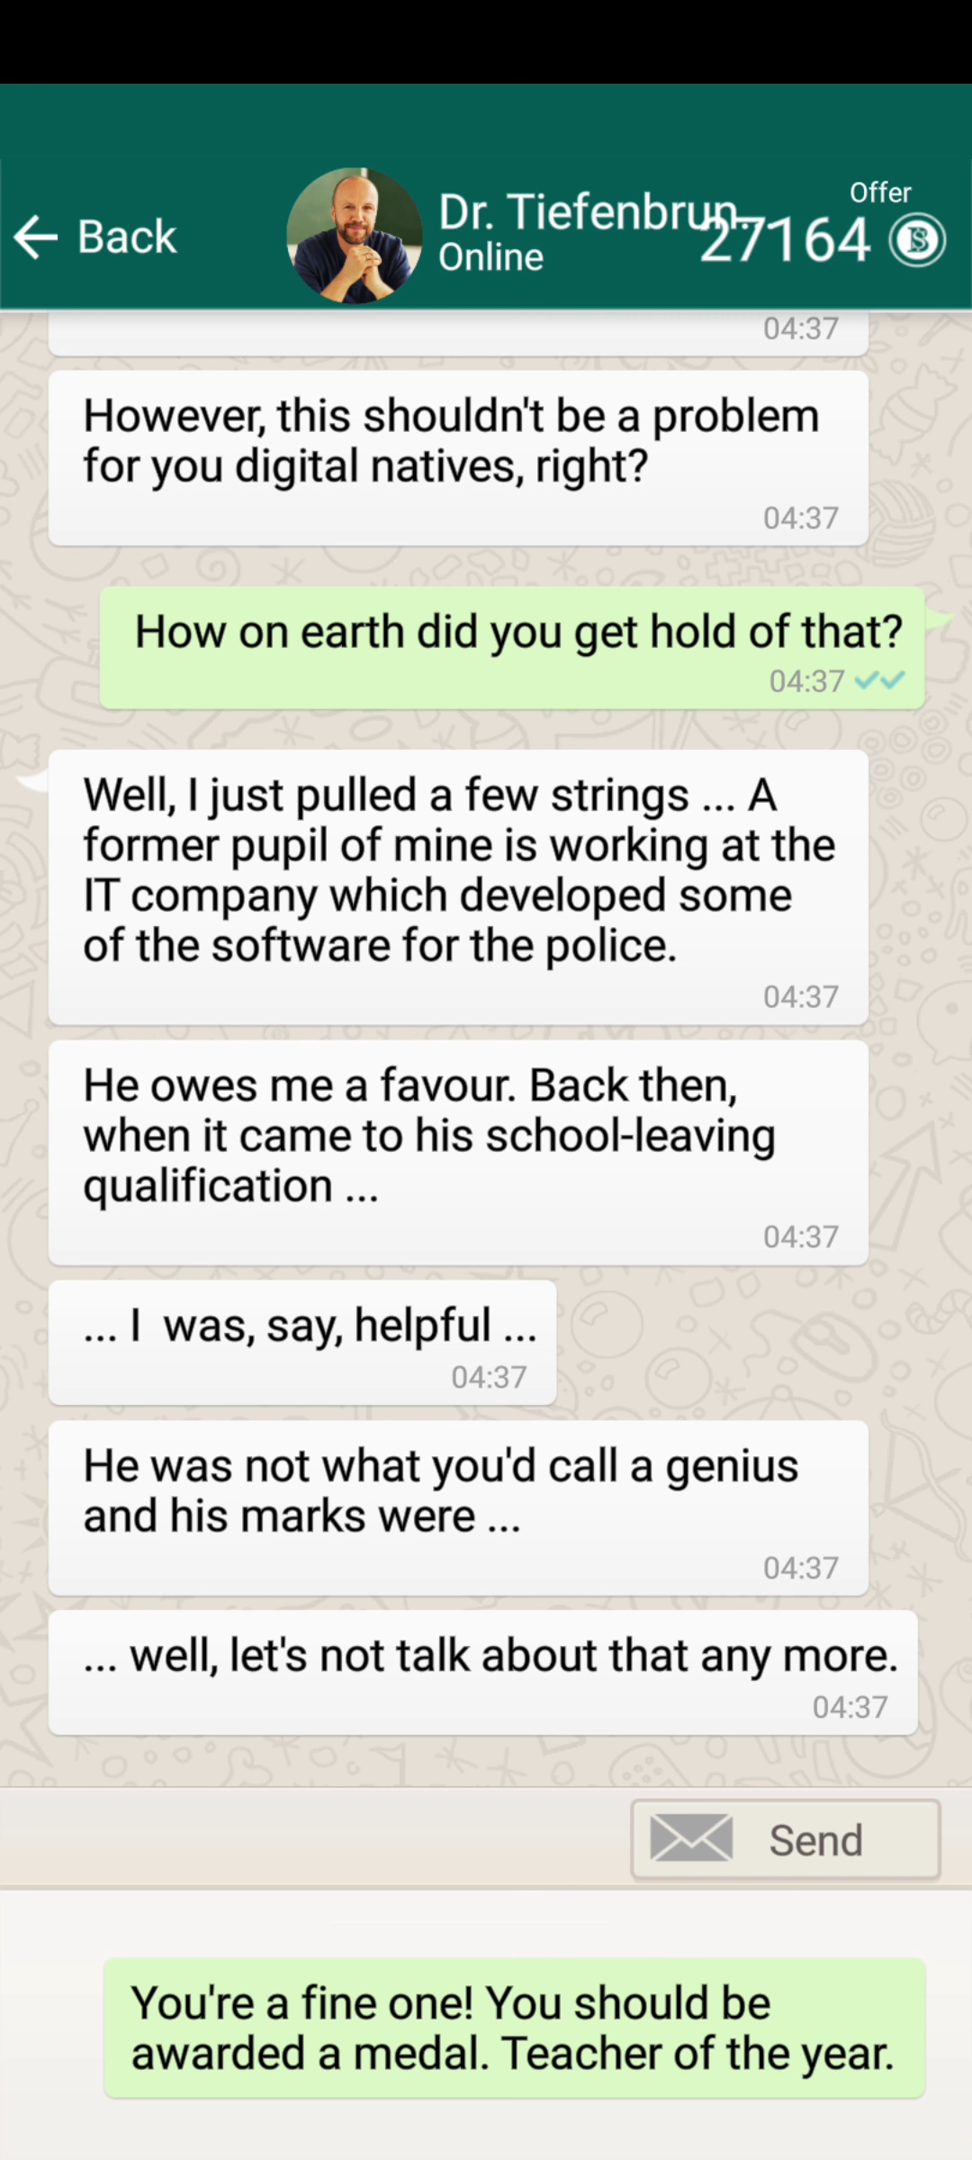 Offer
Back
Dr. Tiefenbrun.
Online
27164
04:37
However, this shouldn't be a problem
for you digital natives, right?
04:37
How on earth did you get hold of that?
04:37
Well, I just pulled a few strings ... A
former pupil of mine is working at the
IT company which developed some
of the software for the police.
04:37
He owes me a favour. Back then,
when it came to his school-leaving
qualification ...
04:37
... I  was, say, helpful ...
04:37
He was not what you'd call a genius
and his marks were ...
04:37
... well, let's not talk about that any more.
04:37
Send
You're a fine one! You should be
awarded a medal. Teacher of the year.